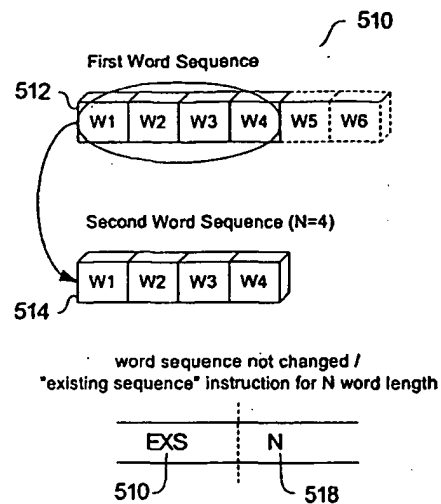 510
First Word Sequence
512
W1 W2 W3 W4 W5 W6
Second Word Sequence (N=4)
W1 W2 W3 W4
514
word sequence not changed /
"existing sequence" instruction for N word length
EXS N
510 518